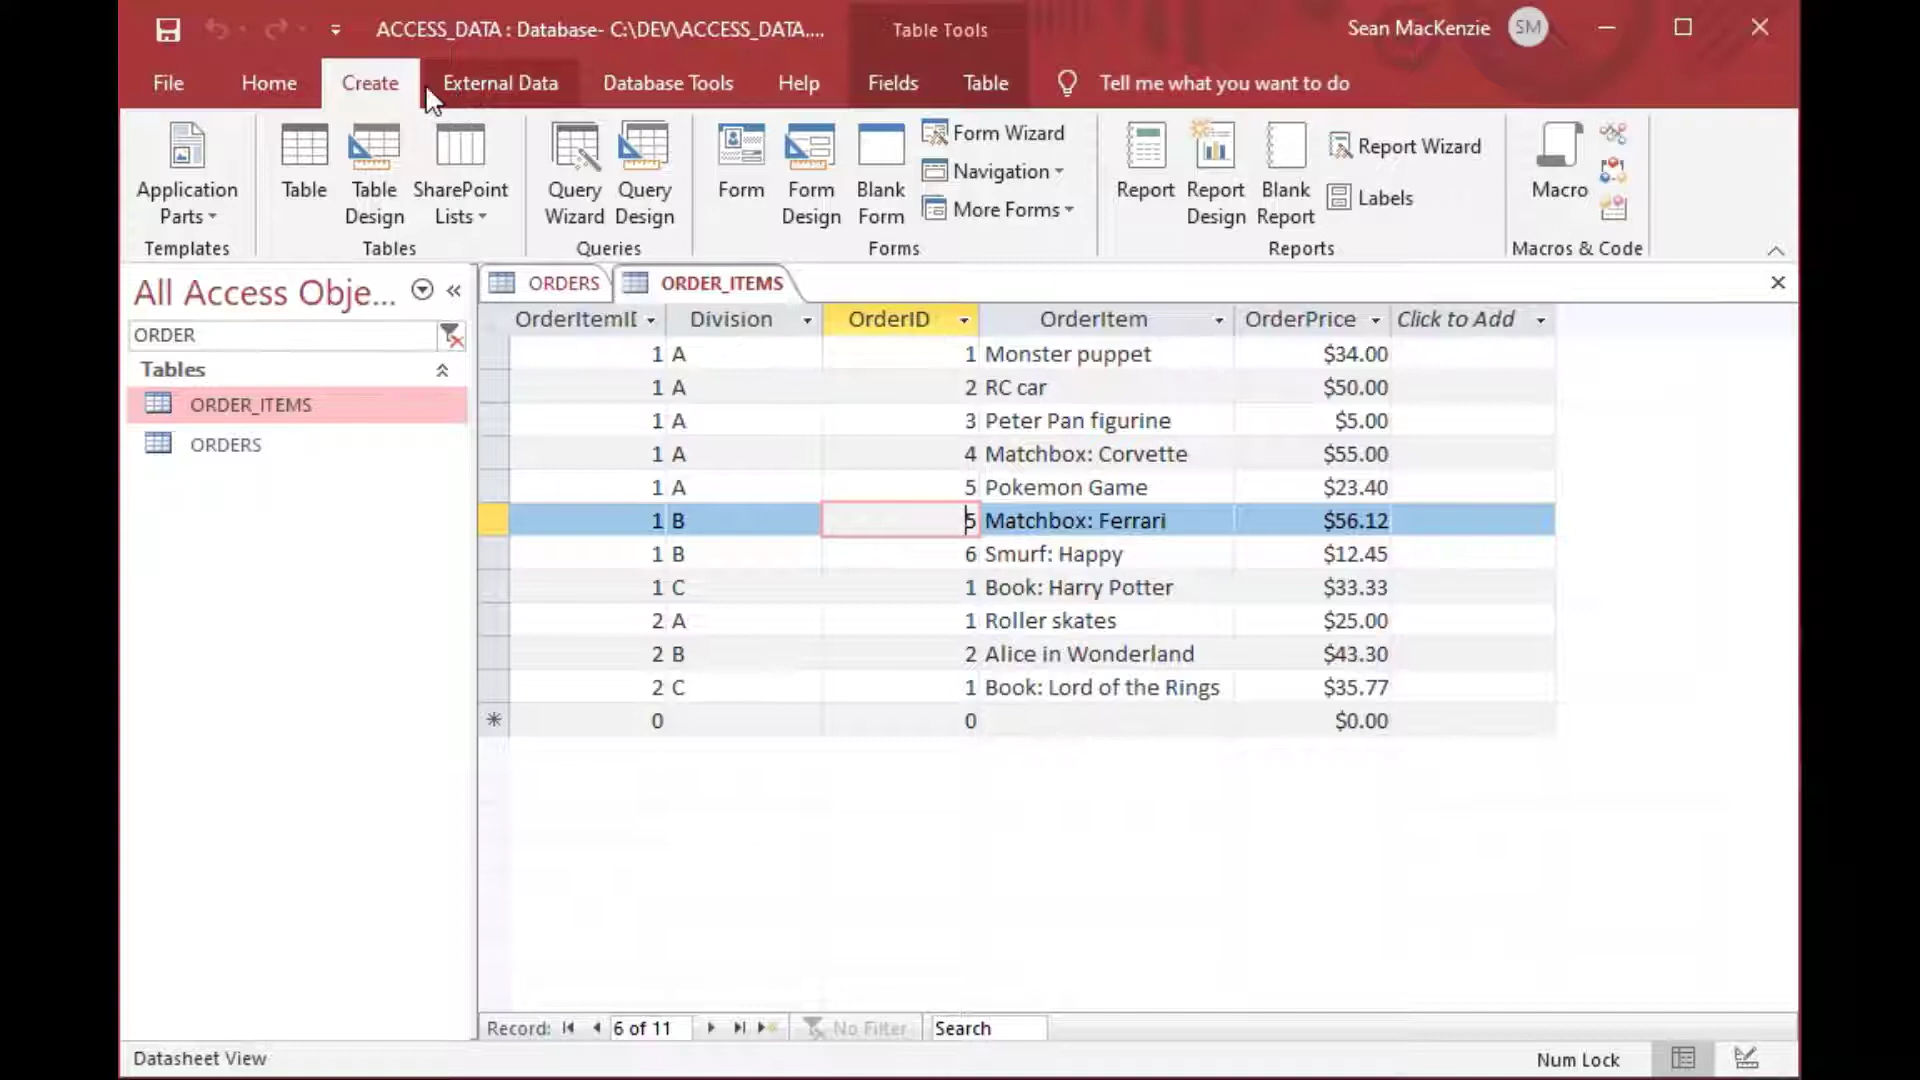 ACCESS_DATA : Database- C:\DEV\ACCESS_DATA....
Table Tools
Sean MacKenzie
SM
File
Home
Create
External Data
Database Tools
Help
Fields
Table
Tell me what you want to do
Application Parts
Templates
Table
Table Design
SharePoint Lists
Tables
Query Wizard
Query Design
Queries
Form
Form Design
Blank Form
Form Wizard
Navigation
More Forms
Forms
Report
Report Design
Blank Report
Report Wizard
Labels
Reports
Macro
Macros & Code
All Access Obje...
ORDER
Tables
ORDER_ITEMS
ORDERS
ORDERS
ORDER_ITEMS
OrderItemID Division OrderID OrderItem OrderPrice Click to Add
1 A 1 Monster puppet $34.00
1 A 2 RC car $50.00
1 A 3 Peter Pan figurine $5.00
1 A 4 Matchbox: Corvette $55.00
1 A 5 Pokemon Game $23.40
1 B 5 Matchbox: Ferrari $56.12
1 B 6 Smurf: Happy $12.45
1 C 1 Book: Harry Potter $33.33
2 A 1 Roller skates $25.00
2 B 2 Alice in Wonderland $43.30
2 C 1 Book: Lord of the Rings $35.77
0 0 $0.00
Record: 6 of 11 No Filter Search
Datasheet View
Num Lock